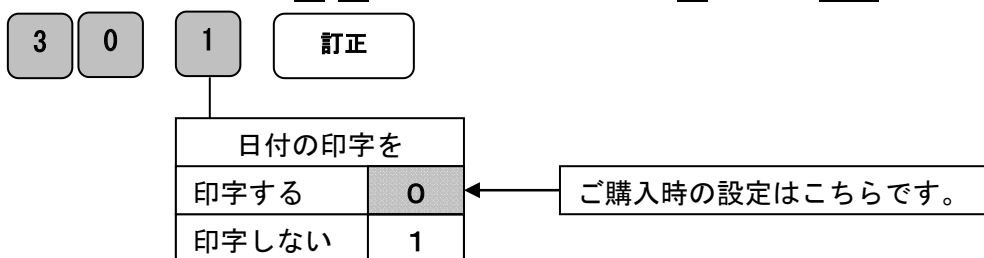 3 0 1 訂正
日付の印字を
印字する 0 ご購入時の設定はこちらです。
印字しない 1